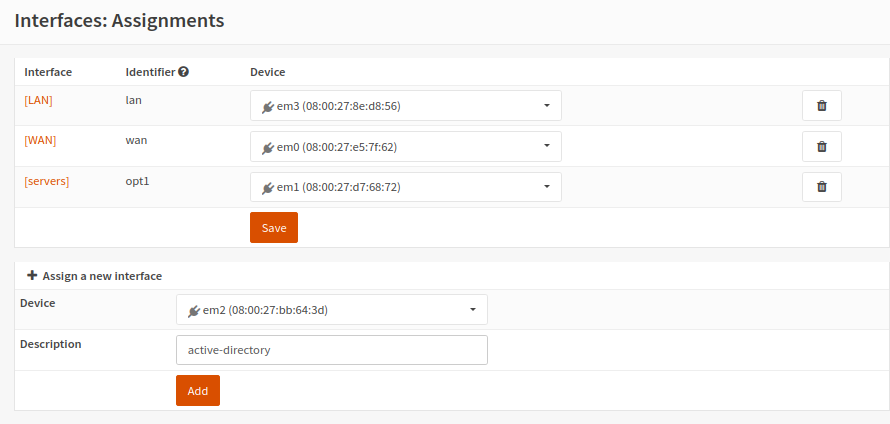 Interfaces: Assignments
Interface Identifier Device
[LAN] lan em3 (08:00:27:8e:d8:56)
[WAN] wan em0 (08:00:27:e5:7f:62)
[servers] opt1 em1 (08:00:27:d7:68:72)
Save
Assign a new interface
Device em2 (08:00:27:bb:64:3d)
Description active-directory
Add